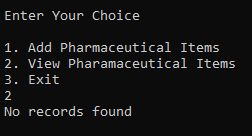 Enter Your Choice
1. Add Pharmaceutical Items
2. View Pharamaceutical Items
3. Exit
2
No records found